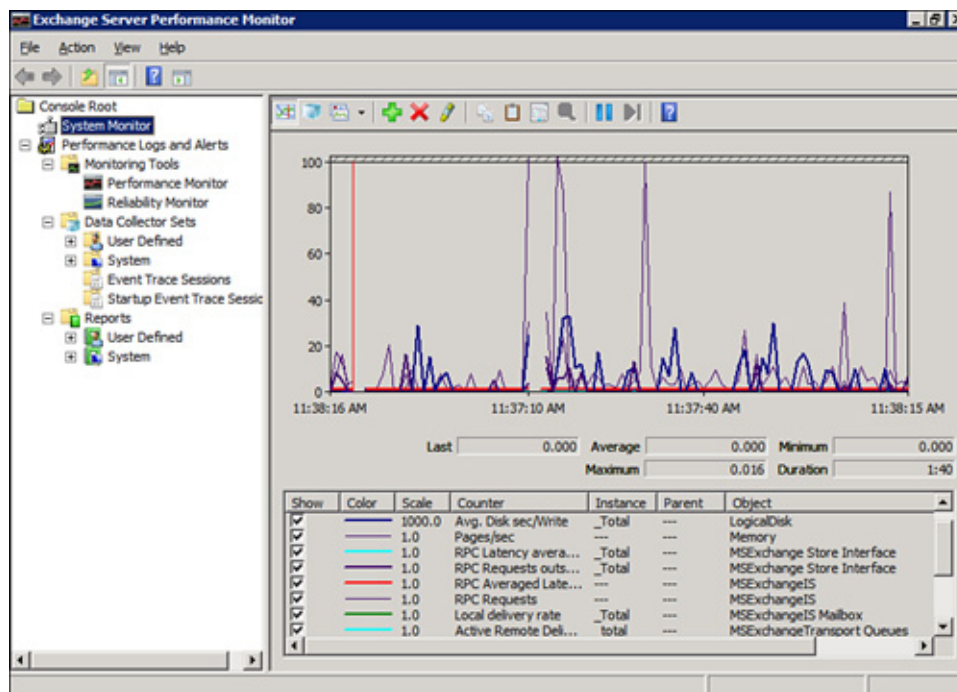 Exchange Server Performance Monitor
File Action View Help
Console Root
System Monitor
Performance Logs and Alerts
Monitoring Tools
Performance Monitor
Reliability Monitor
Data Collector Sets
User Defined
System
Event Trace Sessions
Startup Event Trace Sessic
Reports
User Defined
System
100
80
60
40
20
0
11:38:16 AM 11:37:10 AM 11:37:40 AM 11:38:15 AM
Last 0.000 Average 0.000 Minimum 0.000
Maximum 0.016 Duration 1:40
Show Color Scale Counter Instance Parent Object
1000.0 Avg. Disk sec/Write _Total --- LogicalDisk
1.0 Pages/sec --- --- Memory
1.0 RPC Latency avera... _Total --- MSExchange Store Interface
1.0 RPC Requests outs... _Total --- MSExchange Store Interface
1.0 RPC Averaged Late... --- --- MSExchangeIS
1.0 RPC Requests --- --- MSExchangeIS
1.0 Local delivery rate _Total --- MSExchangeIS Mailbox
1.0 Active Remote Deli... total --- MSExchangeTransport Queues